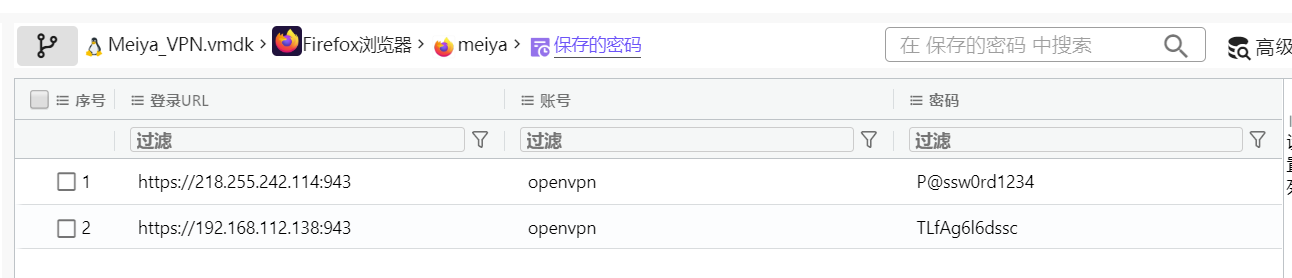 Meiya_VPN.vmdk > Firefox浏览器 > meiya > 保存的密码 在 保存的密码 中搜索 高级
序号 登录URL 账号 密码
过滤 过滤 过滤
1 https://218.255.242.114:943 openvpn P@ssw0rd1234
2 https://192.168.112.138:943 openvpn TLfAg6l6dssc